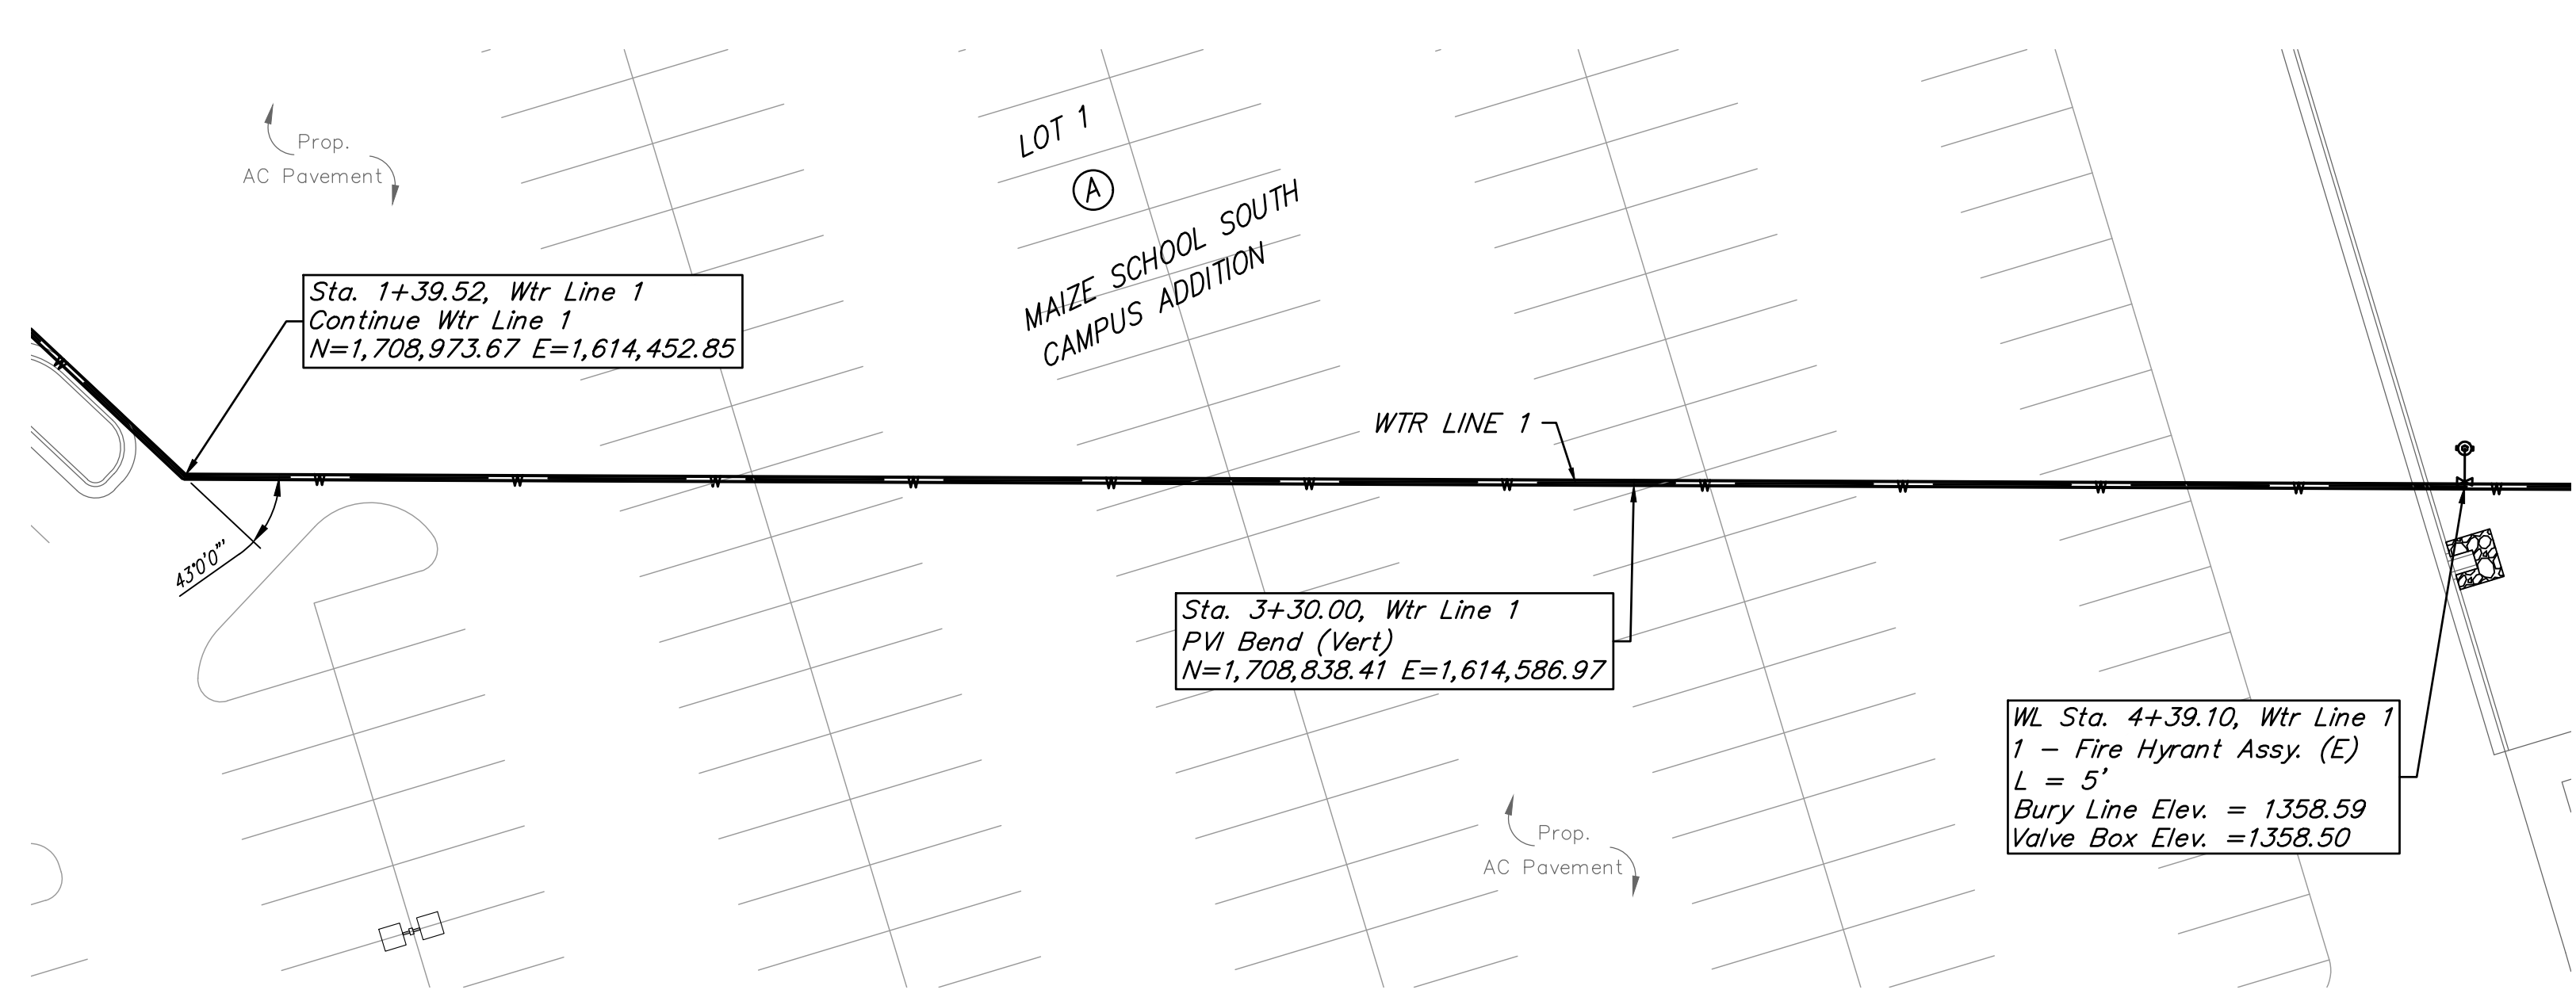 Prop.
AC Pavement
LOT 1
A
MAIZE SCHOOL SOUTH
CAMPUS ADDITION
Sta. 1+39.52, Wtr Line 1
Continue Wtr Line 1
N=1,708,973.67 E=1,614,452.85
WTR LINE 1
W
W W W W W W W W W W W W
43°0'0"'
Sta. 3+30.00, Wtr Line 1
PVI Bend (Vert)
N=1,708,838.41 E=1,614,586.97
WL Sta. 4+39.10, Wtr Line 1
1 – Fire Hyrant Assy. (E)
L = 5'
Bury Line Elev. = 1358.59
Valve Box Elev. =1358.50
Prop.
AC Pavement